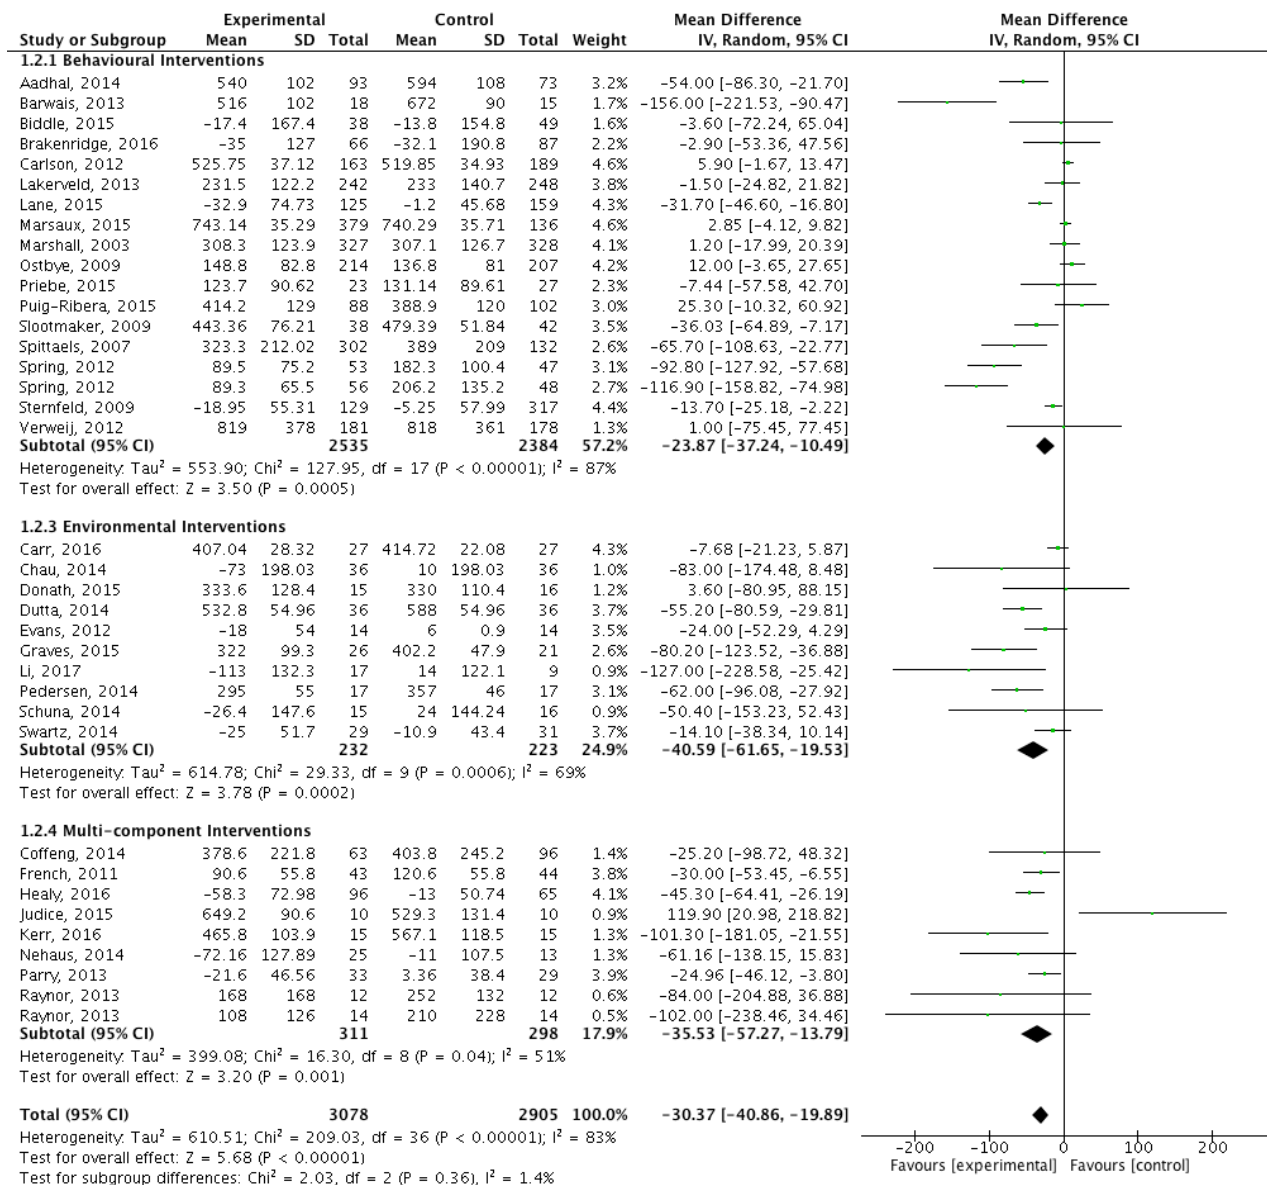 Experimental Control Mean Difference Mean Difference
Study or Subgroup Mean SD Total Mean SD Total Weight IV, Random, 95% CI IV, Random, 95% CI
1.2.1 Behavioural Interventions
Aadhal, 2014 540 102 93 594 108 73 3.2% −54.00 [−86.30, −21.70]
Barwais, 2013 516 102 18 672 90 15 1.7% −156.00 [−221.53, −90.47]
Biddle, 2015 −17.4 167.4 38 −13.8 154.8 49 1.6% −3.60 [−72.24, 65.04]
Brakenridge, 2016 −35 127 66 −32.1 190.8 87 2.2% −2.90 [−53.36, 47.56]
Carlson, 2012 525.75 37.12 163 519.85 34.93 189 4.6% 5.90 [−1.67, 13.47]
Lakerveld, 2013 231.5 122.2 242 233 140.7 248 3.8% −1.50 [−24.82, 21.82]
Lane, 2015 −32.9 74.73 125 −1.2 45.68 159 4.3% −31.70 [−46.60, −16.80]
Marsaux, 2015 743.14 35.29 379 740.29 35.71 136 4.6% 2.85 [−4.12, 9.82]
Marshall, 2003 308.3 123.9 327 307.1 126.7 328 4.1% 1.20 [−17.99, 20.39]
Ostbye, 2009 148.8 82.8 214 136.8 81 207 4.2% 12.00 [−3.65, 27.65]
Priebe, 2015 123.7 90.62 23 131.14 89.61 27 2.3% −7.44 [−57.58, 42.70]
Puig−Ribera, 2015 414.2 129 88 388.9 120 102 3.0% 25.30 [−10.32, 60.92]
Slootmaker, 2009 443.36 76.21 38 479.39 51.84 42 3.5% −36.03 [−64.89, −7.17]
Spittaels, 2007 323.3 212.02 302 389 209 132 2.6% −65.70 [−108.63, −22.77]
Spring, 2012 89.5 75.2 53 182.3 100.4 47 3.1% −92.80 [−127.92, −57.68]
Spring, 2012 89.3 65.5 56 206.2 135.2 48 2.7% −116.90 [−158.82, −74.98]
Sternfeld, 2009 −18.95 55.31 129 −5.25 57.99 317 4.4% −13.70 [−25.18, −2.22]
Verweij, 2012 819 378 181 818 361 178 1.3% 1.00 [−75.45, 77.45]
Subtotal (95% CI) 2535 2384 57.2% −23.87 [−37.24, −10.49]
Heterogeneity: Tau² = 553.90; Chi² = 127.95, df = 17 (P < 0.00001); I² = 87%
Test for overall effect: Z = 3.50 (P = 0.0005)
1.2.3 Environmental Interventions
Carr, 2016 407.04 28.32 27 414.72 22.08 27 4.3% −7.68 [−21.23, 5.87]
Chau, 2014 −73 198.03 36 10 198.03 36 1.0% −83.00 [−174.48, 8.48]
Donath, 2015 333.6 128.4 15 330 110.4 16 1.2% 3.60 [−80.95, 88.15]
Dutta, 2014 532.8 54.96 36 588 54.96 36 3.7% −55.20 [−80.59, −29.81]
Evans, 2012 −18 54 14 6 0.9 14 3.5% −24.00 [−52.29, 4.29]
Graves, 2015 322 99.3 26 402.2 47.9 21 2.6% −80.20 [−123.52, −36.88]
Li, 2017 −113 132.3 17 14 122.1 9 0.9% −127.00 [−228.58, −25.42]
Pedersen, 2014 295 55 17 357 46 17 3.1% −62.00 [−96.08, −27.92]
Schuna, 2014 −26.4 147.6 15 24 144.24 16 0.9% −50.40 [−153.23, 52.43]
Swartz, 2014 −25 51.7 29 −10.9 43.4 31 3.7% −14.10 [−38.34, 10.14]
Subtotal (95% CI) 232 223 24.9% −40.59 [−61.65, −19.53]
Heterogeneity: Tau² = 614.78; Chi² = 29.33, df = 9 (P = 0.0006); I² = 69%
Test for overall effect: Z = 3.78 (P = 0.0002)
1.2.4 Multi−component Interventions
Coffeng, 2014 378.6 221.8 63 403.8 245.2 96 1.4% −25.20 [−98.72, 48.32]
French, 2011 90.6 55.8 43 120.6 55.8 44 3.8% −30.00 [−53.45, −6.55]
Healy, 2016 −58.3 72.98 96 −13 50.74 65 4.1% −45.30 [−64.41, −26.19]
Judice, 2015 649.2 90.6 10 529.3 131.4 10 0.9% 119.90 [20.98, 218.82]
Kerr, 2016 465.8 103.9 15 567.1 118.5 15 1.3% −101.30 [−181.05, −21.55]
Nehaus, 2014 −72.16 127.89 25 −11 107.5 13 1.3% −61.16 [−138.15, 15.83]
Parry, 2013 −21.6 46.56 33 3.36 38.4 29 3.9% −24.96 [−46.12, −3.80]
Raynor, 2013 168 168 12 252 132 12 0.6% −84.00 [−204.88, 36.88]
Raynor, 2013 108 126 14 210 228 14 0.5% −102.00 [−238.46, 34.46]
Subtotal (95% CI) 311 298 17.9% −35.53 [−57.27, −13.79]
Heterogeneity: Tau² = 399.08; Chi² = 16.30, df = 8 (P = 0.04); I² = 51%
Test for overall effect: Z = 3.20 (P = 0.001)
Total (95% CI) 3078 2905 100.0% −30.37 [−40.86, −19.89]
Heterogeneity: Tau² = 610.51; Chi² = 209.03, df = 36 (P < 0.00001); I² = 83%
Test for overall effect: Z = 5.68 (P < 0.00001)
Test for subgroup differences: Chi² = 2.03, df = 2 (P = 0.36), I² = 1.4%
−200 −100 0 100 200
Favours [experimental] Favours [control]